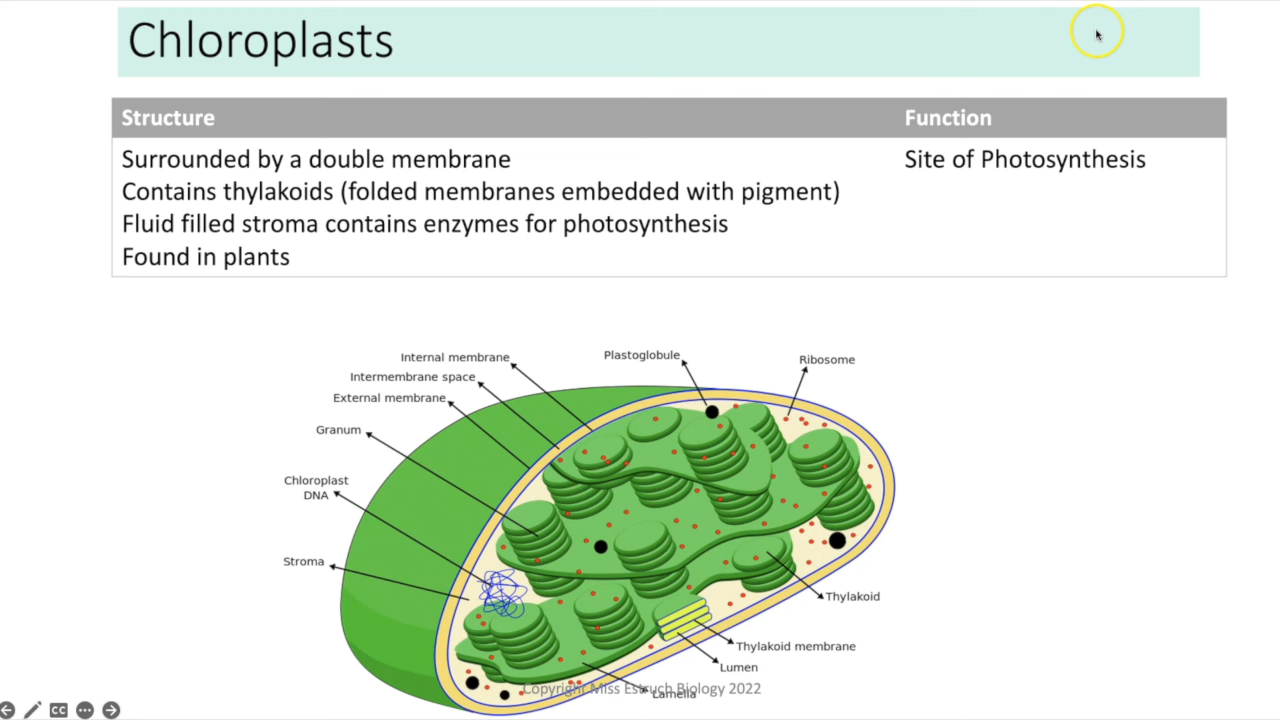 Chloroplasts
Structure
Function
Surrounded by a double membrane
Site of Photosynthesis
Contains thylakoids (folded membranes embedded with pigment)
Fluid filled stroma contains enzymes for photosynthesis
Found in plants
Internal membrane
Plastoglobule
Ribosome
Intermembrane space
External membrane
Granum
Chloroplast
DNA
Stroma
Thylakoid
Thylakoid membrane
Lumen
Copyright Miss Estruch Biology 2022
Lamella
CC